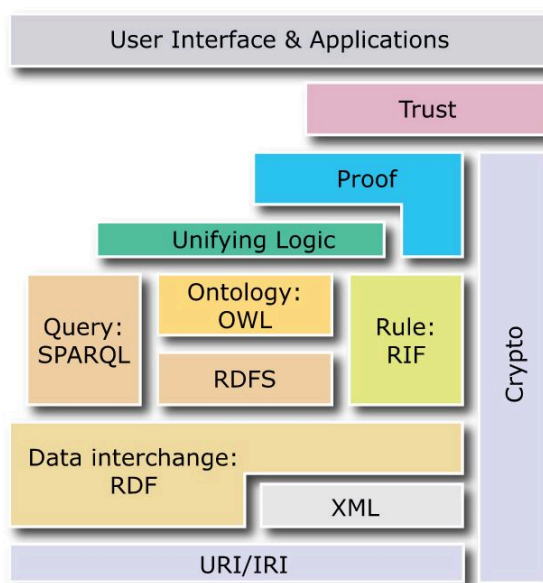 User Interface & Applications
Trust
Proof
Unifying Logic
Query:
SPARQL
Ontology:
OWL
RDFS
Rule:
RIF
Crypto
Data interchange:
RDF
XML
URI/IRI